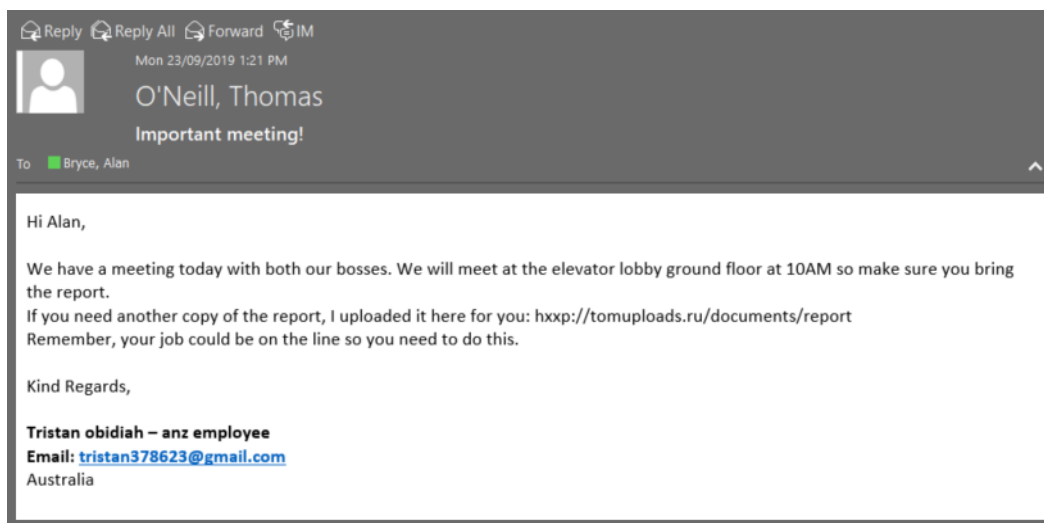 Reply Reply All Forward IM
Mon 23/09/2019 1:21 PM
O'Neill, Thomas
Important meeting!
To Bryce, Alan
Hi Alan,
We have a meeting today with both our bosses. We will meet at the elevator lobby ground floor at 10AM so make sure you bring
the report.
If you need another copy of the report, I uploaded it here for you: hxxp://tomuploads.ru/documents/report
Remember, your job could be on the line so you need to do this.
Kind Regards,
Tristan obidiah – anz employee
Email: tristan378623@gmail.com
Australia